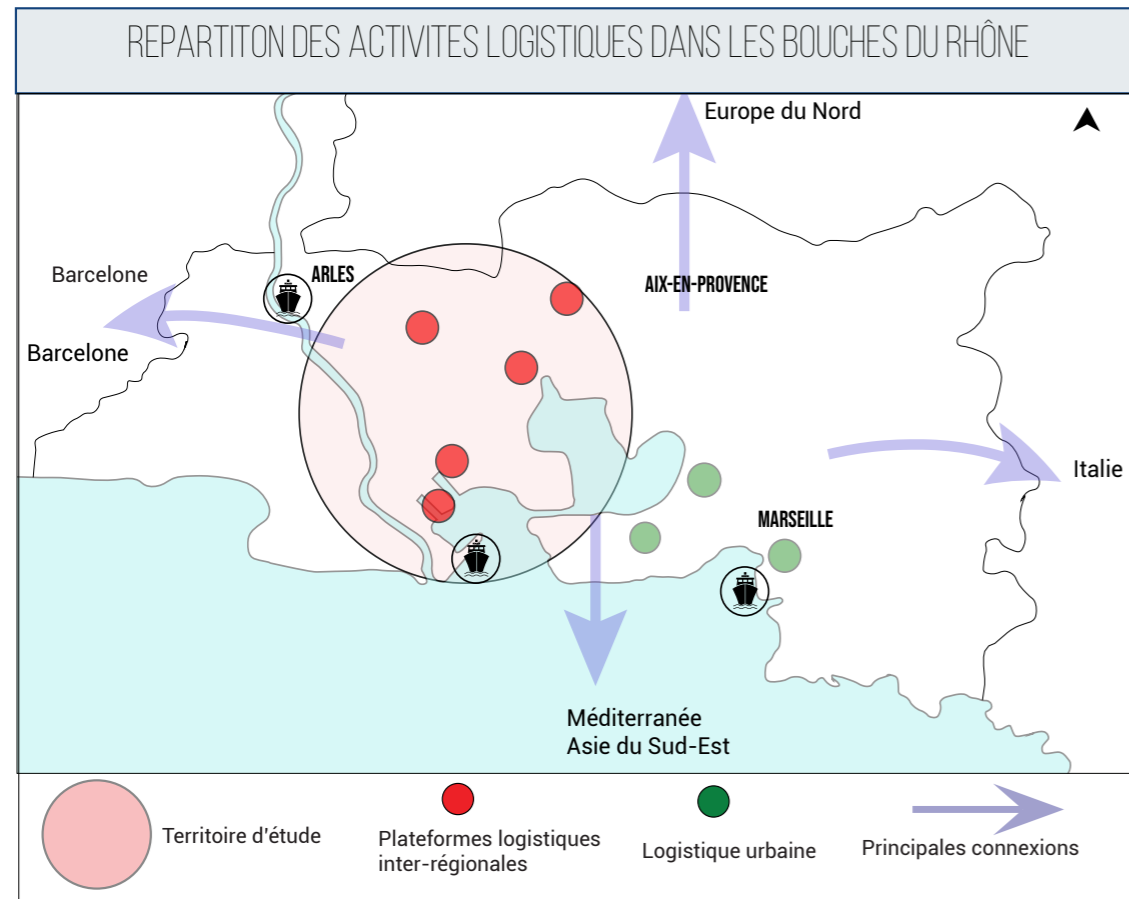 REPARTITON DES ACTIVITES LOGISTIQUES DANS LES BOUCHES DU RHÔNE
Europe du Nord
Barcelone
ARLES
AIX-EN-PROVENCE
Barcelone
Italie
MARSEILLE
Méditerranée
Asie du Sud-Est
Territoire d'étude
Plateformes logistiques
inter-régionales
Logistique urbaine
Principales connexions